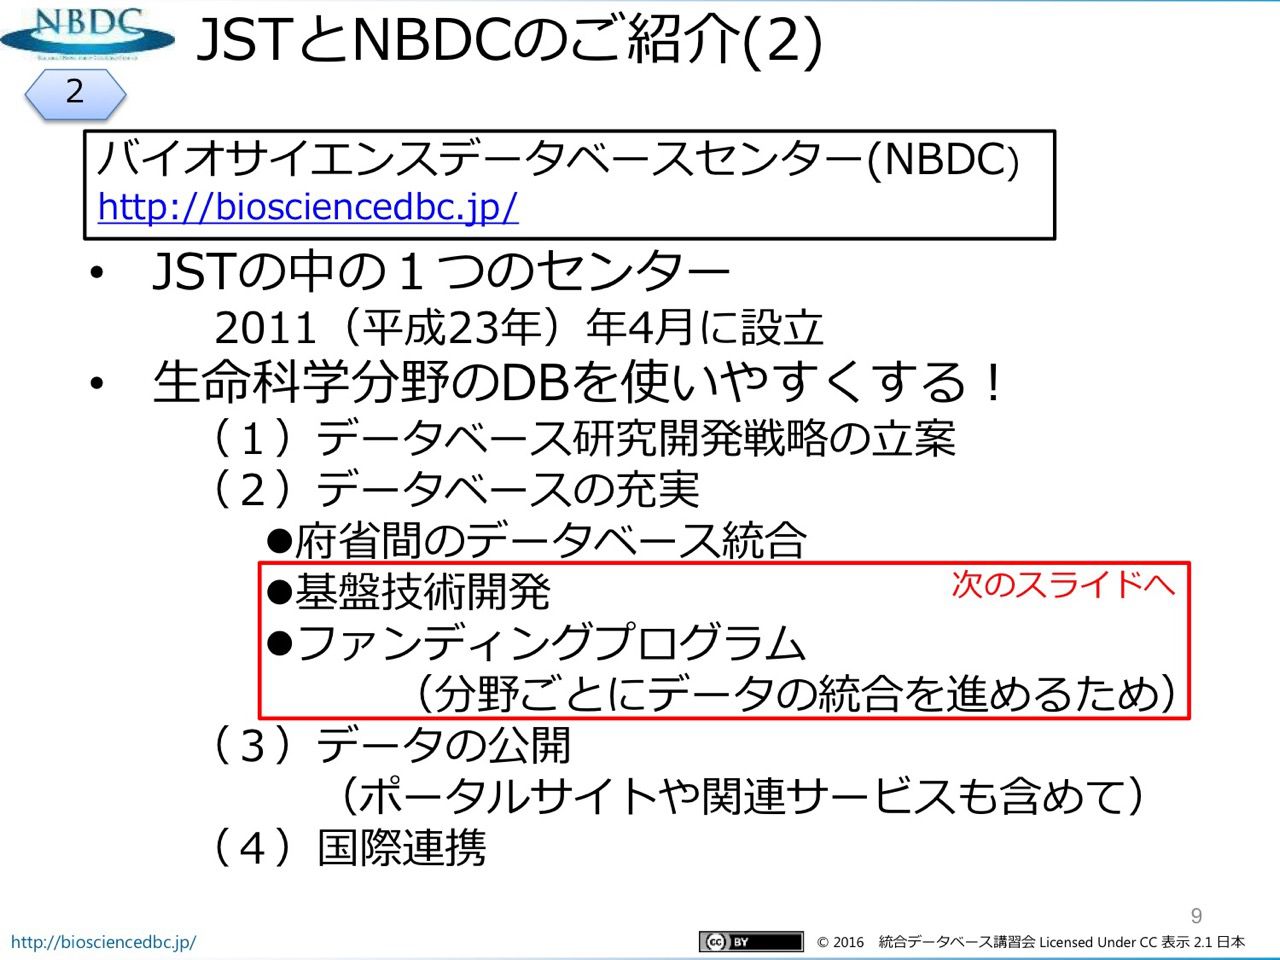 NBDC
JSTとNBDCのご紹介(2)
2
バイオサイエンスデータベースセンター(NBDC)
http://biosciencedbc.jp/
• JSTの中の１つのセンター
2011（平成23年）年4月に設立
• 生命科学分野のDBを使いやすくする！
（１）データベース研究開発戦略の立案
（２）データベースの充実
●府省間のデータベース統合
●基盤技術開発
次のスライドへ
●ファンディングプログラム
（分野ごとにデータの統合を進めるため）
（３）データの公開
（ポータルサイトや関連サービスも含めて）
（４）国際連携
9
http://biosciencedbc.jp/
cc BY
© 2016 統合データベース講習会 Licensed Under CC 表示 2.1 日本